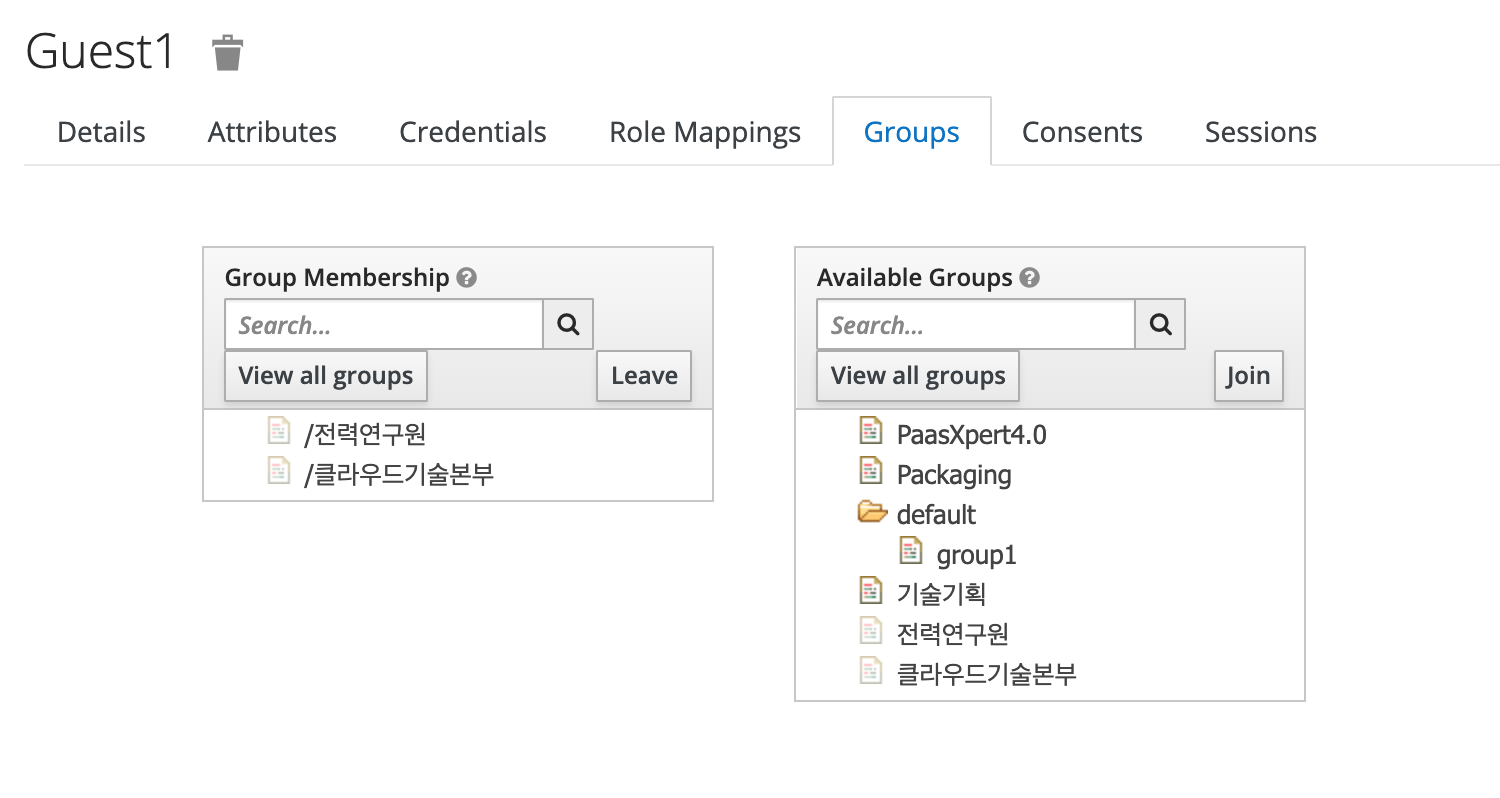 Guest1
Details Attributes Credentials Role Mappings Groups Consents Sessions
Group Membership ?
Search...
View all groups Leave
/전력연구원
/클라우드기술본부
Available Groups ?
Search...
View all groups Join
PaasXpert4.0
Packaging
default
group1
기술기획
전력연구원
클라우드기술본부